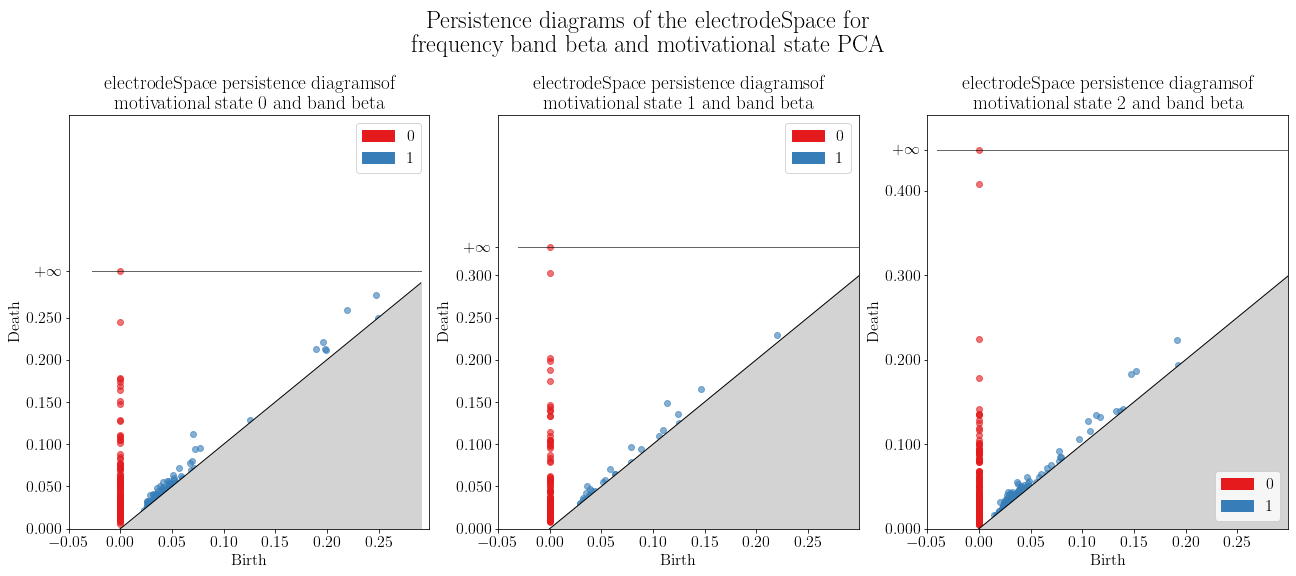 Persistence diagrams of the electrodeSpace for
frequency band beta and motivational state PCA
electrodeSpace persistence diagramsof
motivational state 0 and band beta
0
1
+∞
0.250
0.200
0.150
0.100
0.050
0.000
Death
−0.05 0.00 0.05 0.10 0.15 0.20 0.25
Birth
electrodeSpace persistence diagramsof
motivational state 1 and band beta
0
1
+∞
0.300
0.250
0.200
0.150
0.100
0.050
0.000
Death
−0.05 0.00 0.05 0.10 0.15 0.20 0.25
Birth
electrodeSpace persistence diagramsof
motivational state 2 and band beta
+∞
0.400
0.300
0.200
0.100
0.000
Death
0
1
−0.05 0.00 0.05 0.10 0.15 0.20 0.25
Birth